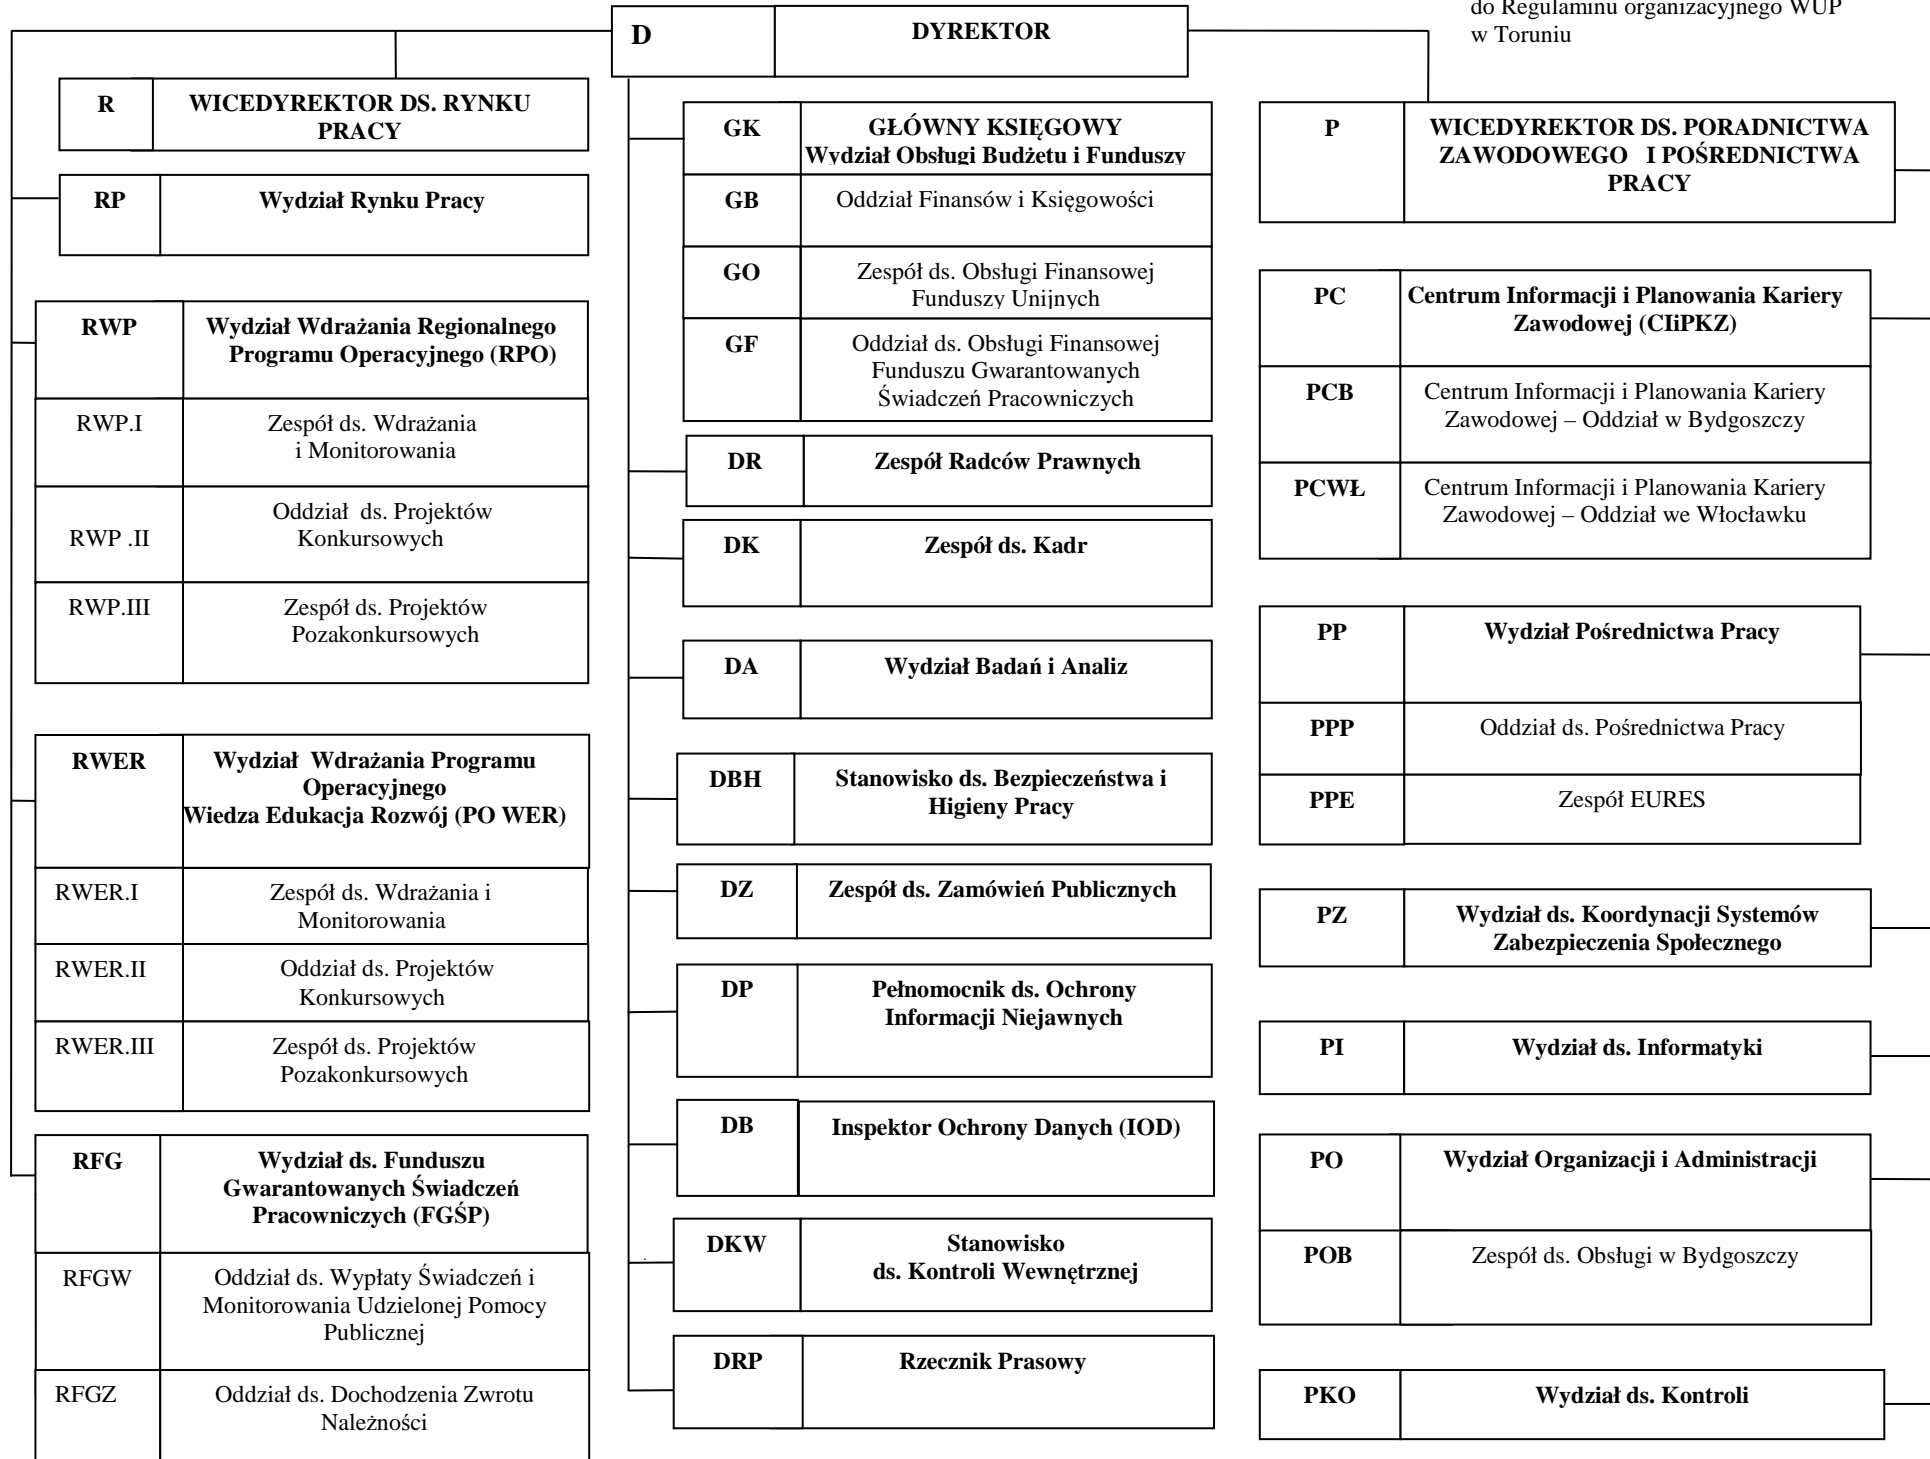 do Regulaminu organizacyjnego WUP
w Toruniu
D DYREKTOR
R WICEDYREKTOR DS. RYNKU
PRACY
RP Wydział Rynku Pracy
RWP Wydział Wdrażania Regionalnego
Programu Operacyjnego (RPO)
RWP.I Zespół ds. Wdrażania
i Monitorowania
Oddział ds. Projektów
RWP .II Konkursowych
RWP.III Zespół ds. Projektów
Pozakonkursowych
RWER Wydział Wdrażania Programu
Operacyjnego
Wiedza Edukacja Rozwój (PO WER)
RWER.I Zespół ds. Wdrażania i
Monitorowania
RWER.II Oddział ds. Projektów
Konkursowych
RWER.III Zespół ds. Projektów
Pozakonkursowych
RFG Wydział ds. Funduszu
Gwarantowanych Świadczeń
Pracowniczych (FGŚP)
RFGW Oddział ds. Wypłaty Świadczeń i
Monitorowania Udzielonej Pomocy
Publicznej
RFGZ Oddział ds. Dochodzenia Zwrotu
Należności
GK GŁÓWNY KSIĘGOWY
Wydział Obsługi Budżetu i Funduszy
GB Oddział Finansów i Księgowości
GO Zespół ds. Obsługi Finansowej
Funduszy Unijnych
GF Oddział ds. Obsługi Finansowej
Funduszu Gwarantowanych
Świadczeń Pracowniczych
DR Zespół Radców Prawnych
DK Zespół ds. Kadr
DA Wydział Badań i Analiz
DBH Stanowisko ds. Bezpieczeństwa i
Higieny Pracy
DZ Zespół ds. Zamówień Publicznych
DP Pełnomocnik ds. Ochrony
Informacji Niejawnych
DB Inspektor Ochrony Danych (IOD)
DKW Stanowisko
ds. Kontroli Wewnętrznej
DRP Rzecznik Prasowy
P WICEDYREKTOR DS. PORADNICTWA
ZAWODOWEGO I POŚREDNICTWA
PRACY
PC Centrum Informacji i Planowania Kariery
Zawodowej (CIiPKZ)
PCB Centrum Informacji i Planowania Kariery
Zawodowej – Oddział w Bydgoszczy
PCWŁ Centrum Informacji i Planowania Kariery
Zawodowej – Oddział we Włocławku
PP Wydział Pośrednictwa Pracy
PPP Oddział ds. Pośrednictwa Pracy
PPE Zespół EURES
PZ Wydział ds. Koordynacji Systemów
Zabezpieczenia Społecznego
PI Wydział ds. Informatyki
PO Wydział Organizacji i Administracji
POB Zespół ds. Obsługi w Bydgoszczy
PKO Wydział ds. Kontroli